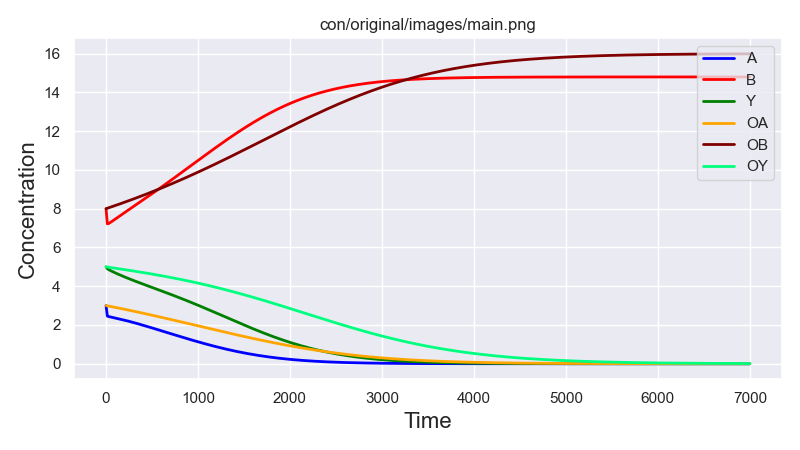 con/original/images/main.png
Concentration
16
14
12
10
8
6
4
2
0
0 1000 2000 3000 4000 5000 6000 7000
Time
A
B
Y
OA
OB
OY